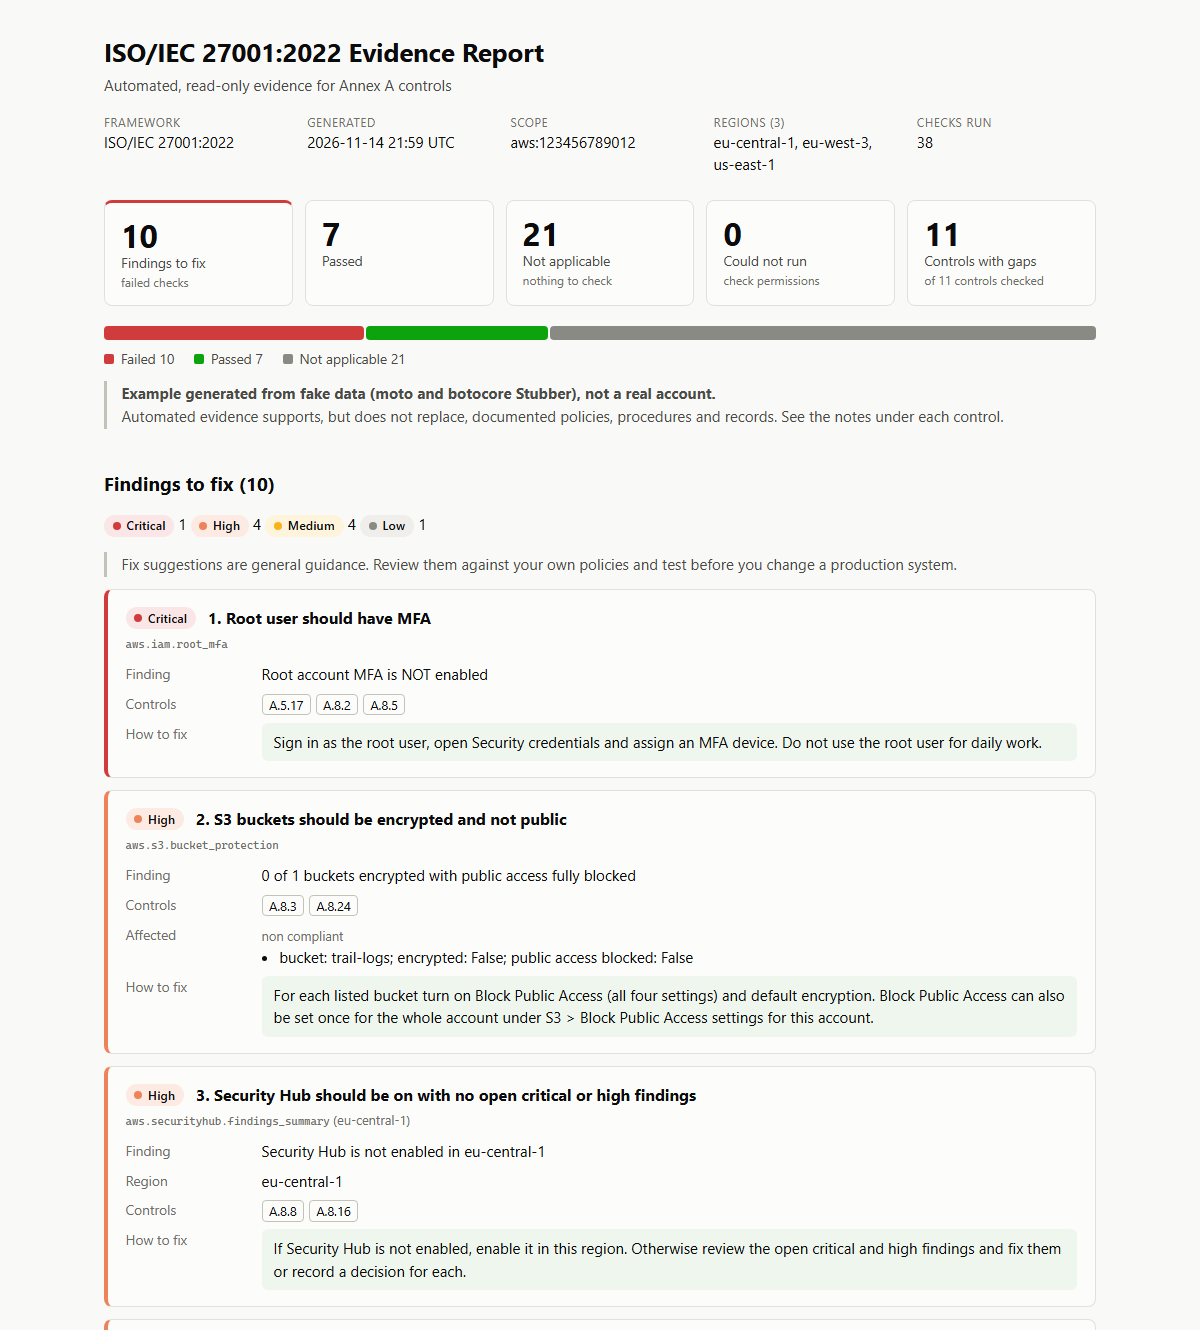 ISO/IEC 27001:2022 Evidence Report
Automated, read-only evidence for Annex A controls
FRAMEWORK
ISO/IEC 27001:2022
GENERATED
2026-11-14 21:59 UTC
SCOPE
aws:123456789012
REGIONS (3)
eu-central-1, eu-west-3,
us-east-1
CHECKS RUN
38
10
Findings to fix
failed checks
7
Passed
21
Not applicable
nothing to check
0
Could not run
check permissions
11
Controls with gaps
of 11 controls checked
Failed 10 Passed 7 Not applicable 21
Example generated from fake data (moto and botocore Stubber), not a real account.
Automated evidence supports, but does not replace, documented policies, procedures and records. See the notes under each control.
Findings to fix (10)
Critical 1 High 4 Medium 4 Low 1
Fix suggestions are general guidance. Review them against your own policies and test before you change a production system.
Critical 1. Root user should have MFA
aws.iam.root_mfa
Finding Root account MFA is NOT enabled
Controls A.5.17 A.8.2 A.8.5
How to fix Sign in as the root user, open Security credentials and assign an MFA device. Do not use the root user for daily work.
High 2. S3 buckets should be encrypted and not public
aws.s3.bucket_protection
Finding 0 of 1 buckets encrypted with public access fully blocked
Controls A.8.3 A.8.24
Affected non compliant
• bucket: trail-logs; encrypted: False; public access blocked: False
How to fix For each listed bucket turn on Block Public Access (all four settings) and default encryption. Block Public Access can also
be set once for the whole account under S3 > Block Public Access settings for this account.
High 3. Security Hub should be on with no open critical or high findings
aws.securityhub.findings_summary (eu-central-1)
Finding Security Hub is not enabled in eu-central-1
Region eu-central-1
Controls A.8.8 A.8.16
How to fix If Security Hub is not enabled, enable it in this region. Otherwise review the open critical and high findings and fix them
or record a decision for each.